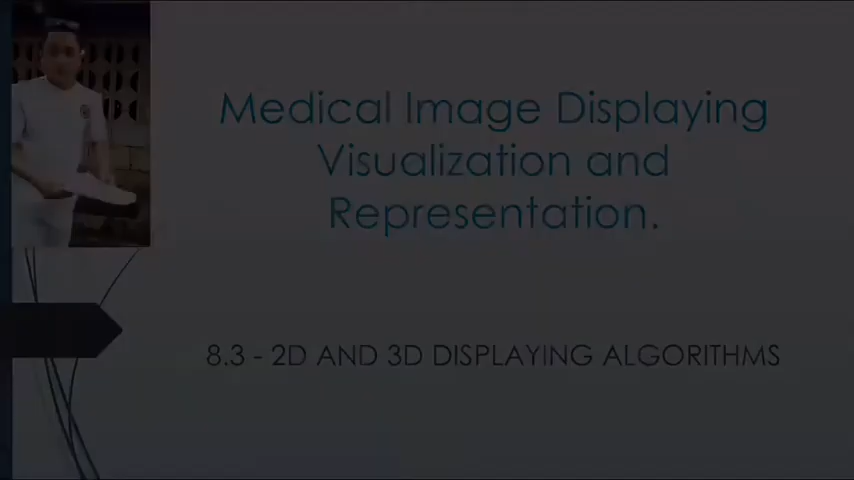 Medical Image Displaying
Visualization and
Representation.
8.3 - 2D AND 3D DISPLAYING ALGORITHMS